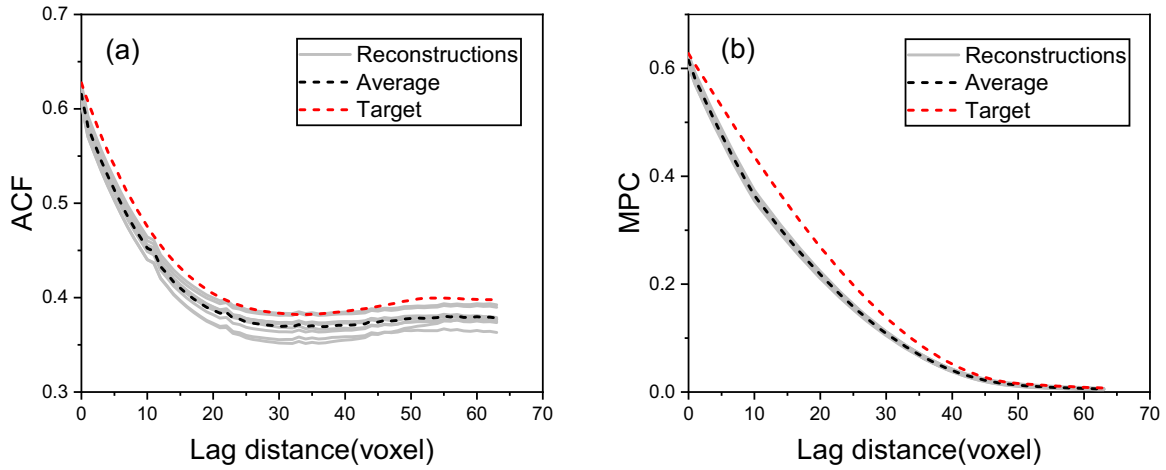 (a)
Reconstructions
Average
Target
ACF
0.7
0.6
0.5
0.4
0.3
0 10 20 30 40 50 60 70
Lag distance(voxel)
(b)
Reconstructions
Average
Target
MPC
0.6
0.4
0.2
0.0
0 10 20 30 40 50 60 70
Lag distance(voxel)